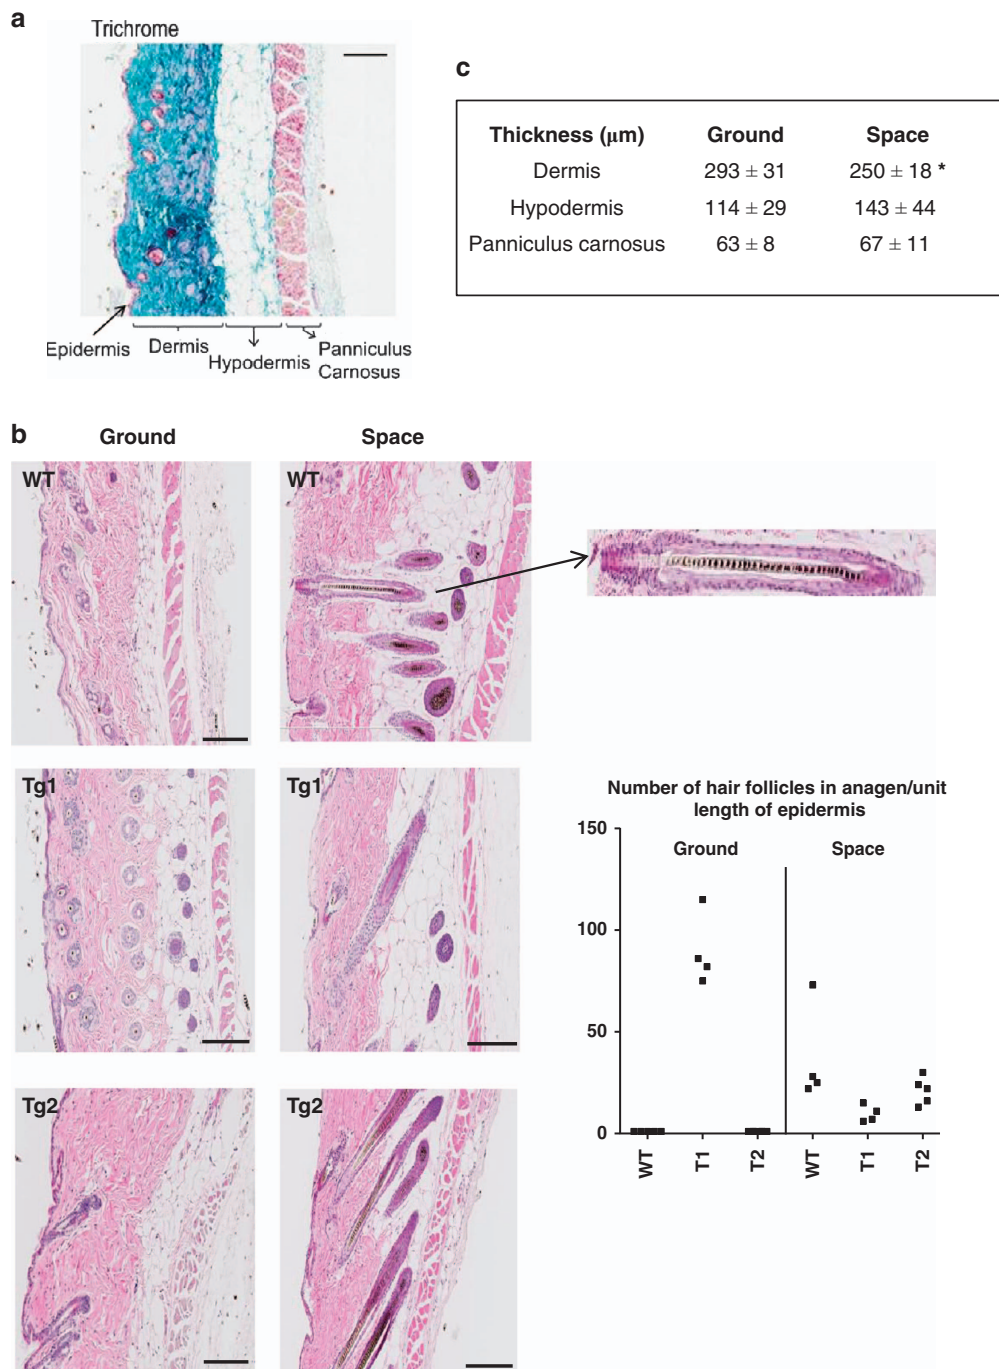 a
Trichrome
Epidermis
Dermis
Hypodermis
Panniculus
Carnosus
c
Thickness (μm) Ground Space
Dermis 293 ± 31 250 ± 18 *
Hypodermis 114 ± 29 143 ± 44
Panniculus carnosus 63 ± 8 67 ± 11
b
Ground Space
WT
WT
Tg1
Tg1
Tg2
Tg2
Number of hair follicles in anagen/unit
length of epidermis
150
100
50
0
Ground Space
WT T1 T2 WT T1 T2